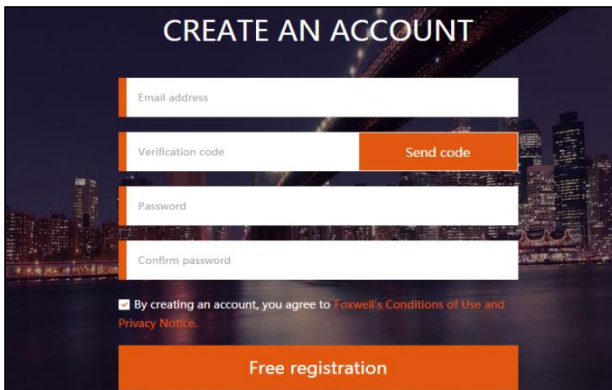 CREATE AN ACCOUNT
Email address
Verification code
Send code
Password
Confirm password
By creating an account, you agree to Foxwell's Conditions of Use and
Privacy Notice.
Free registration